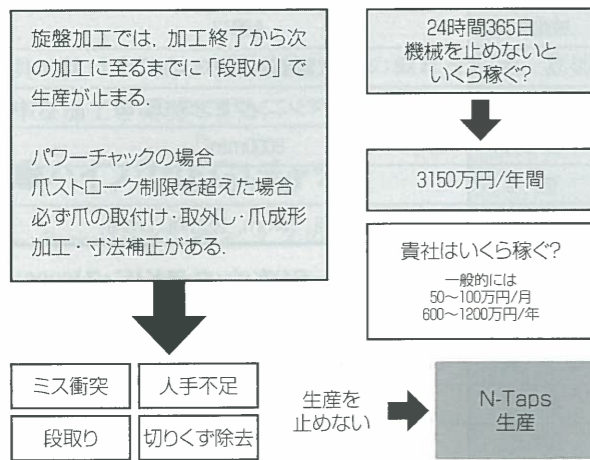 旋盤加工では，加工終了から次
の加工に至るまでに「段取り」で
生産が止まる．
パワーチャックの場合
爪ストローク制限を超えた場合
必ず爪の取付け・取外し・爪成形
加工・寸法補正がある．
ミス衝突
人手不足
段取り
切りくず除去
24時間365日
機械を止めないと
いくら稼ぐ？
3150万円/年間
貴社はいくら稼ぐ？
一般的には
50～100万円/月
600～1200万円/年
生産を
止めない
N-Taps
生産